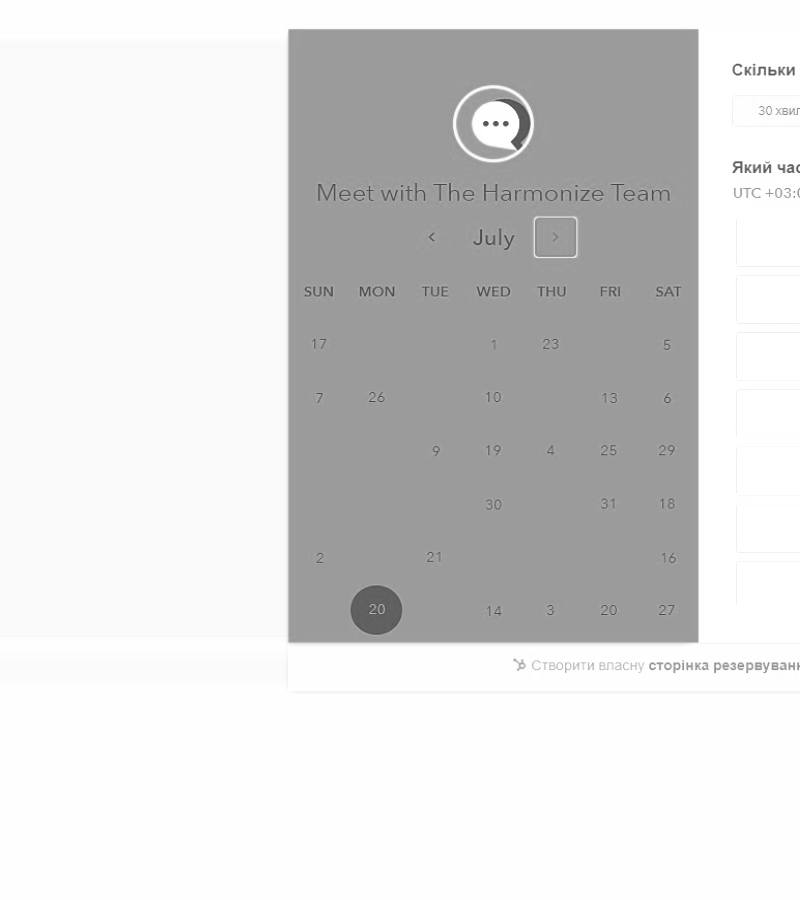 Скільки
30 хвил
Meet with The Harmonize Team
Який час
UTC +03:0
July
SUN MON TUE WED THU FRI SAT
17 1 23 5
7 26 10 13 6
9 19 4 25 29
30 31 18
2 21 16
20 14 3 20 27
Створити власну сторінка резервуванн